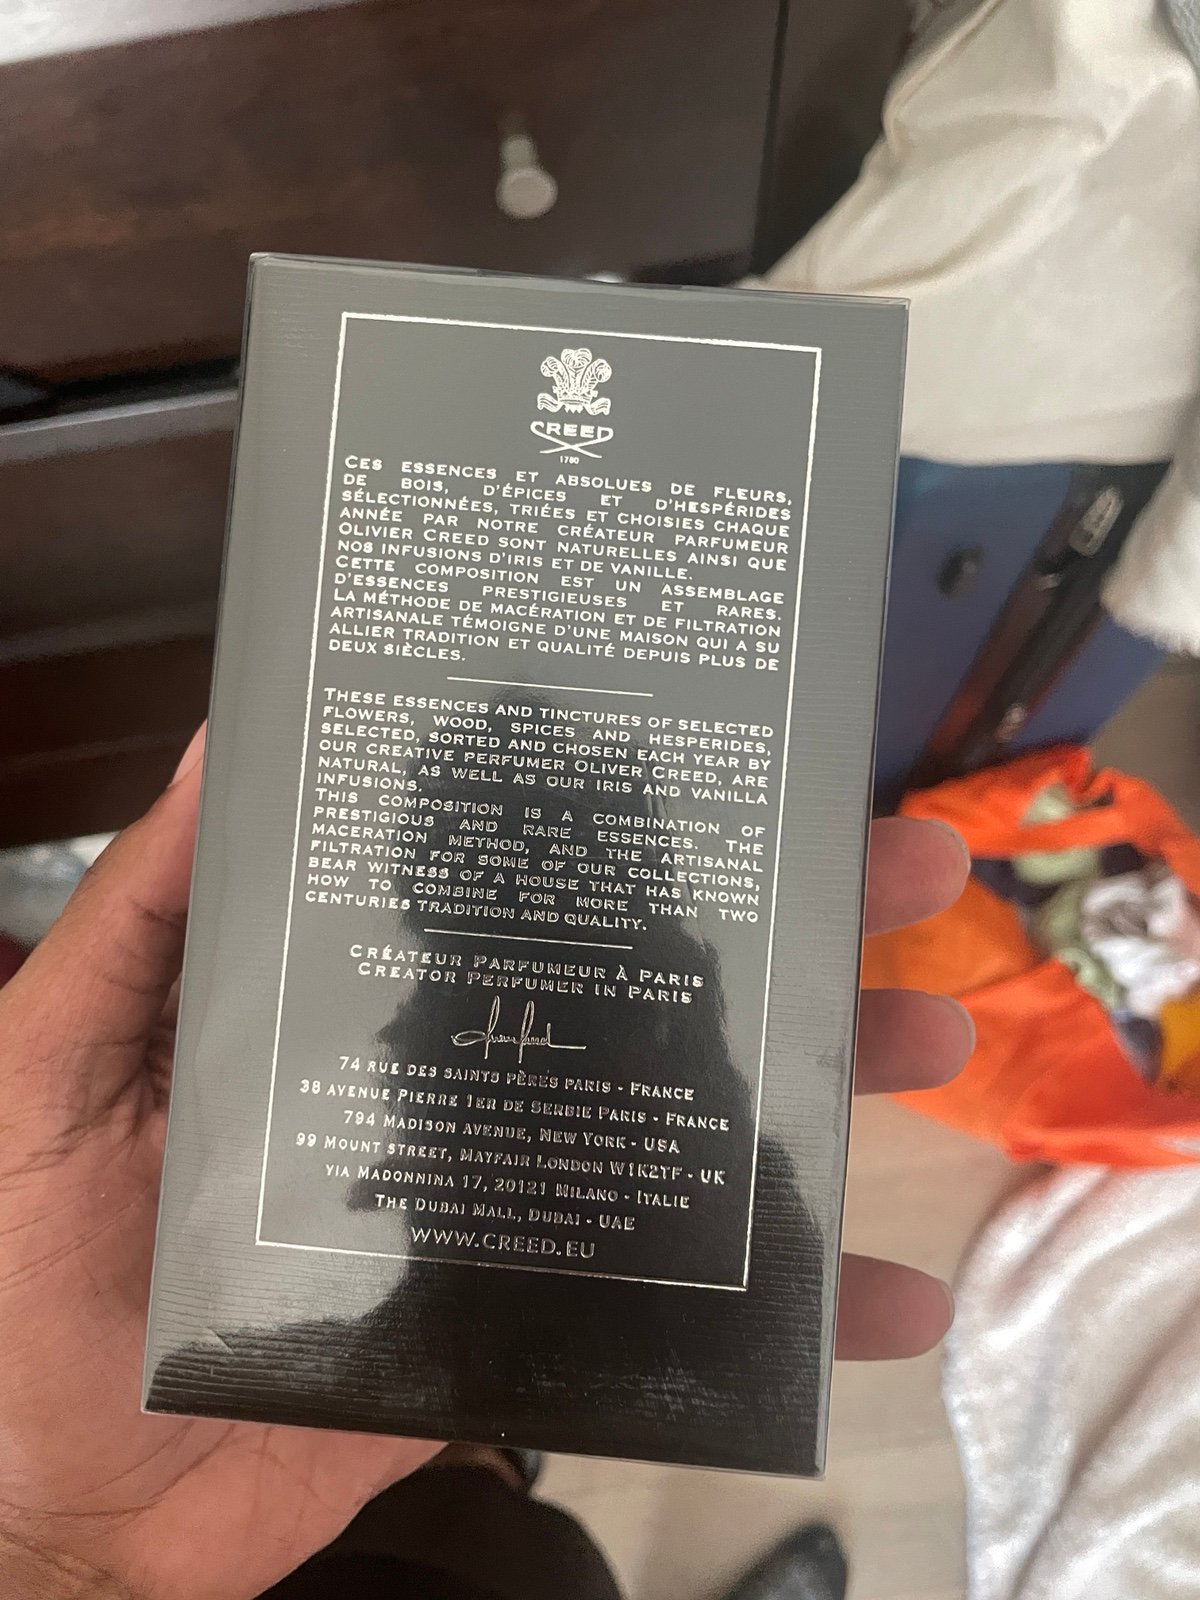 CREED
1760
CES ESSENCES ET ABSOLUES DE FLEURS,
DE BOIS, D'ÉPICES ET D'HESPÉRIDES
SÉLECTIONNÉES, TRIÉES ET CHOISIES CHAQUE
ANNÉE PAR NOTRE CRÉATEUR PARFUMEUR
OLIVIER CREED SONT NATURELLES AINSI QUE
NOS INFUSIONS D'IRIS ET DE VANILLE.
CETTE COMPOSITION EST UN ASSEMBLAGE
D'ESSENCES PRESTIGIEUSES ET RARES.
LA MÉTHODE DE MACÉRATION ET DE FILTRATION
ARTISANALE TÉMOIGNE D'UNE MAISON QUI A SU
ALLIER TRADITION ET QUALITÉ DEPUIS PLUS DE
DEUX SIÈCLES.
THESE ESSENCES AND TINCTURES OF SELECTED
FLOWERS, WOOD, SPICES AND HESPERIDES,
SELECTED, SORTED AND CHOSEN EACH YEAR BY
OUR CREATIVE PERFUMER OLIVER CREED, ARE
NATURAL, AS WELL AS OUR IRIS AND VANILLA
INFUSIONS.
THIS COMPOSITION IS A COMBINATION OF
PRESTIGIOUS AND RARE ESSENCES. THE
MACERATION METHOD, AND THE ARTISANAL
FILTRATION FOR SOME OF OUR COLLECTIONS,
BEAR WITNESS OF A HOUSE THAT HAS KNOWN
HOW TO COMBINE FOR MORE THAN TWO
CENTURIES TRADITION AND QUALITY.
CRÉATEUR PARFUMEUR À PARIS
CREATOR PERFUMER IN PARIS
74 RUE DES SAINTS PÈRES PARIS - FRANCE
38 AVENUE PIERRE 1ER DE SERBIE PARIS - FRANCE
794 MADISON AVENUE, NEW YORK - USA
99 MOUNT STREET, MAYFAIR LONDON W1K2TF - UK
VIA MADONNINA 17, 20121 MILANO - ITALIE
THE DUBAI MALL, DUBAI - UAE
WWW.CREED.EU